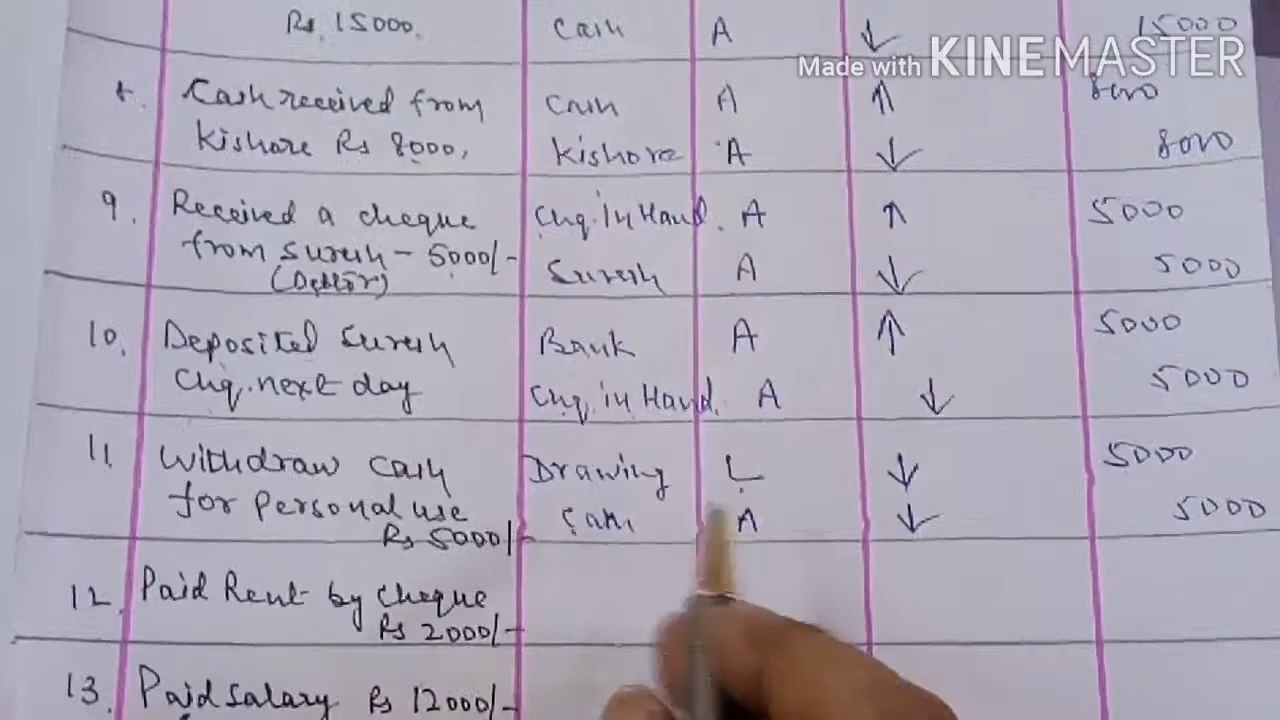 Rs. 15000. Cash A ↓ 15000
Made with KINEMASTER
8. Cash received from Cash A ↑ 8000
Kishore Rs 8000, Kishore A ↓ 8000
9. Received a cheque Chq. in Hand. A ↑ 5000
from Suresh - 5000/- Suresh A ↓ 5000
(Debtor)
10. Deposited Suresh Bank A ↑ 5000
Chq. next day Chq. in Hand. A ↓ 5000
11. Withdraw cash Drawing L ↓ 5000
for Personal use Cash A ↓ 5000
Rs 5000/-
12. Paid Rent by cheque
Rs 2000/-
13. Paid Salary Rs 12000/-